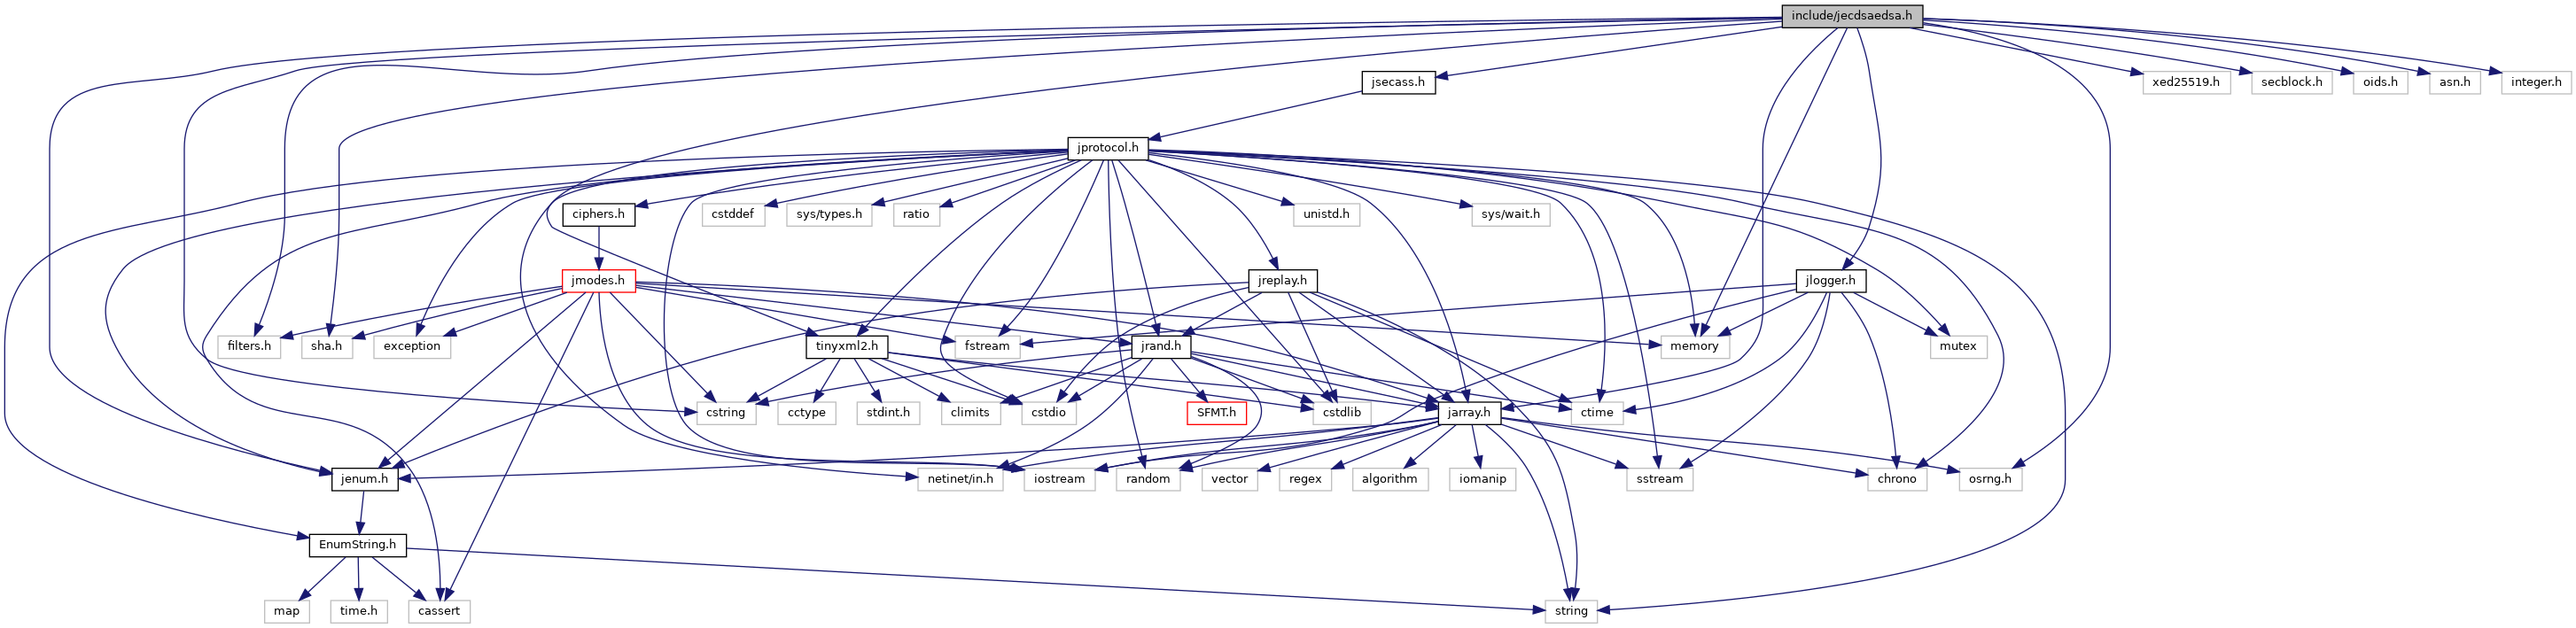 include/jecdsaedsa.h
jsecass.h
xed25519.h
secblock.h
oids.h
asn.h
integer.h
jprotocol.h
ciphers.h
cstddef
sys/types.h
ratio
unistd.h
sys/wait.h
jmodes.h
jreplay.h
jlogger.h
filters.h
sha.h
exception
tinyxml2.h
fstream
jrand.h
memory
mutex
cstring
cctype
stdint.h
climits
cstdio
SFMT.h
cstdlib
jarray.h
ctime
jenum.h
netinet/in.h
iostream
random
vector
regex
algorithm
iomanip
sstream
chrono
osrng.h
EnumString.h
map
time.h
cassert
string